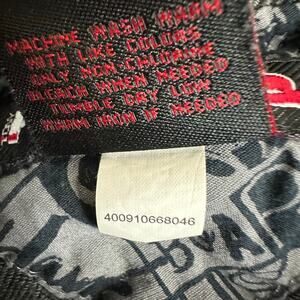 MACHINE WASH WARM
WITH LIKE COLORS
ONLY NON-CHLORINE
BLEACH WHEN NEEDED
TUMBLE DRY LOW
WARM IRON IF NEEDED
400910668046